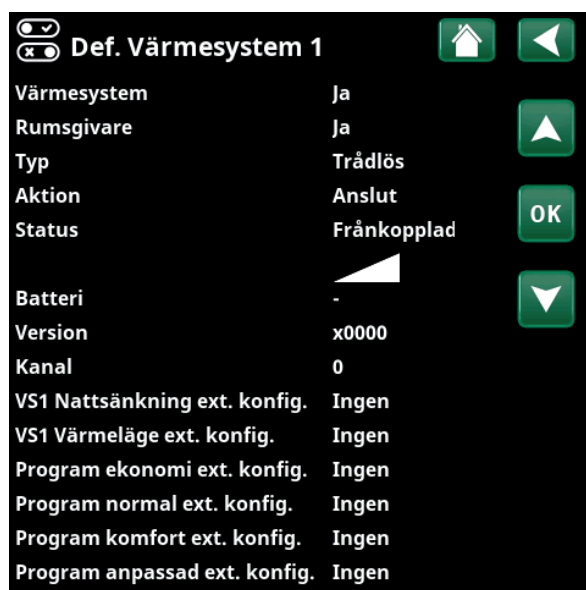 Def. Värmesystem 1
Värmesystem Ja
Rumsgivare Ja
Typ Trådlös
Aktion Anslut
OK
Status Frånkopplad
Batteri -
Version x0000
Kanal 0
VS1 Nattsänkning ext. konfig. Ingen
VS1 Värmeläge ext. konfig. Ingen
Program ekonomi ext. konfig. Ingen
Program normal ext. konfig. Ingen
Program komfort ext. konfig. Ingen
Program anpassad ext. konfig. Ingen